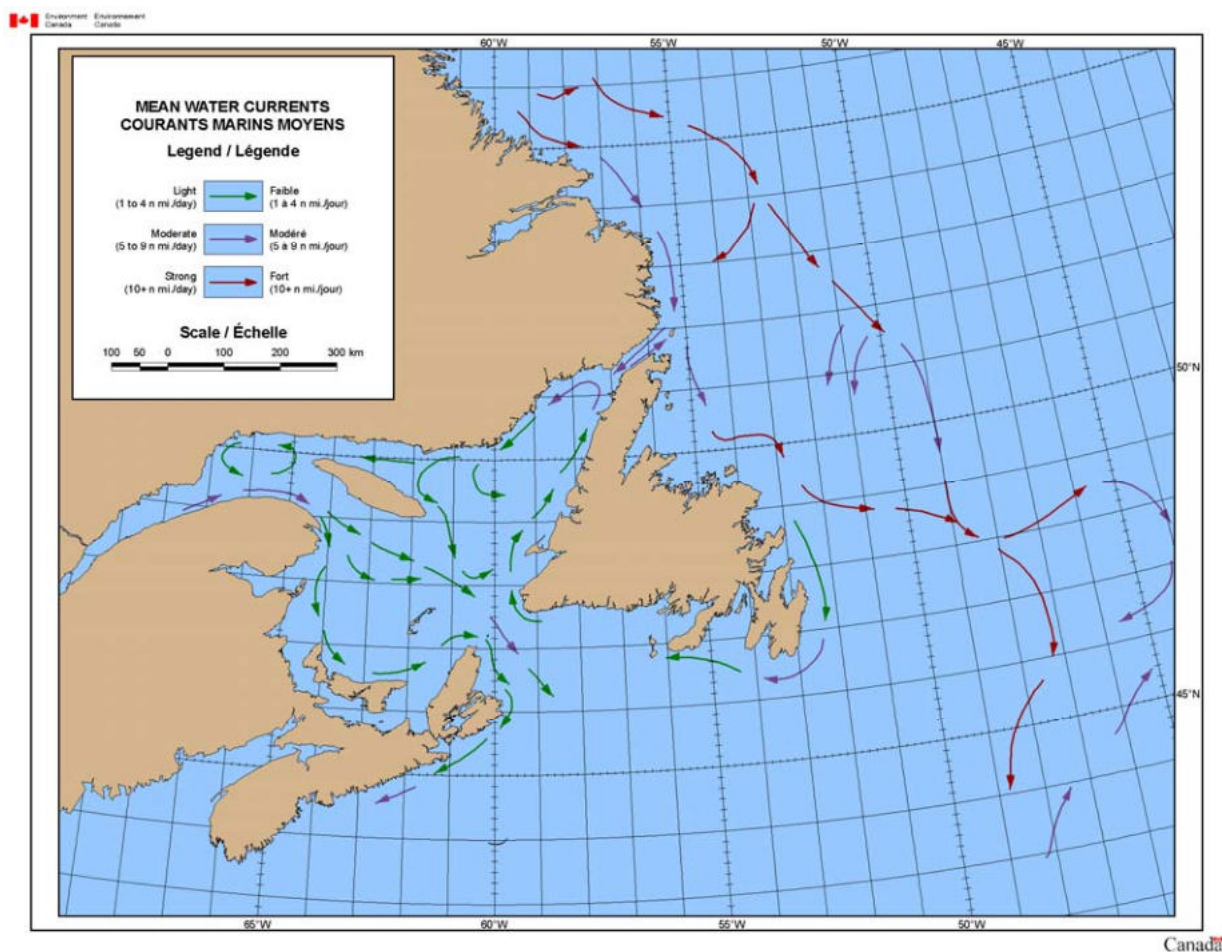 Environment Environnement
Canada Canada
60°W 55°W 50°W 45°W
MEAN WATER CURRENTS
COURANTS MARINS MOYENS
Legend / Légende
Light Faible
(1 to 4 n mi./day) (1 à 4 n mi./jour)
Moderate Modéré
(5 to 9 n mi./day) (5 à 9 n mi./jour)
Strong Fort
(10+ n mi./day) (10+ n mi./jour)
Scale / Échelle
100 50 0 100 200 300 km
50°N
45°N
65°W 60°W 55°W 50°W
Canada